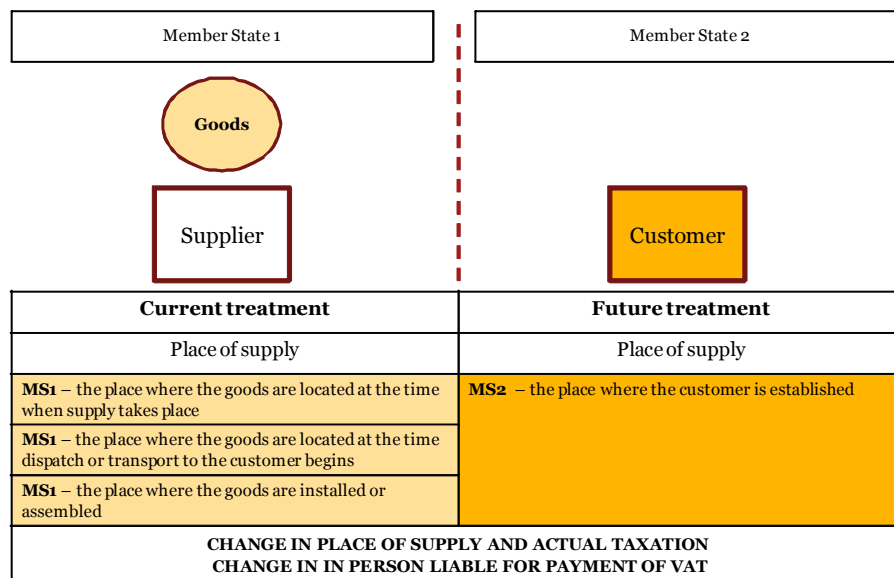 Member State 1
Member State 2
Goods
Supplier
Customer
Current treatment
Future treatment
Place of supply
Place of supply
MS1 – the place where the goods are located at the time
when supply takes place
MS2 – the place where the customer is established
MS1 – the place where the goods are located at the time
dispatch or transport to the customer begins
MS1 – the place where the goods are installed or
assembled
CHANGE IN PLACE OF SUPPLY AND ACTUAL TAXATION
CHANGE IN IN PERSON LIABLE FOR PAYMENT OF VAT